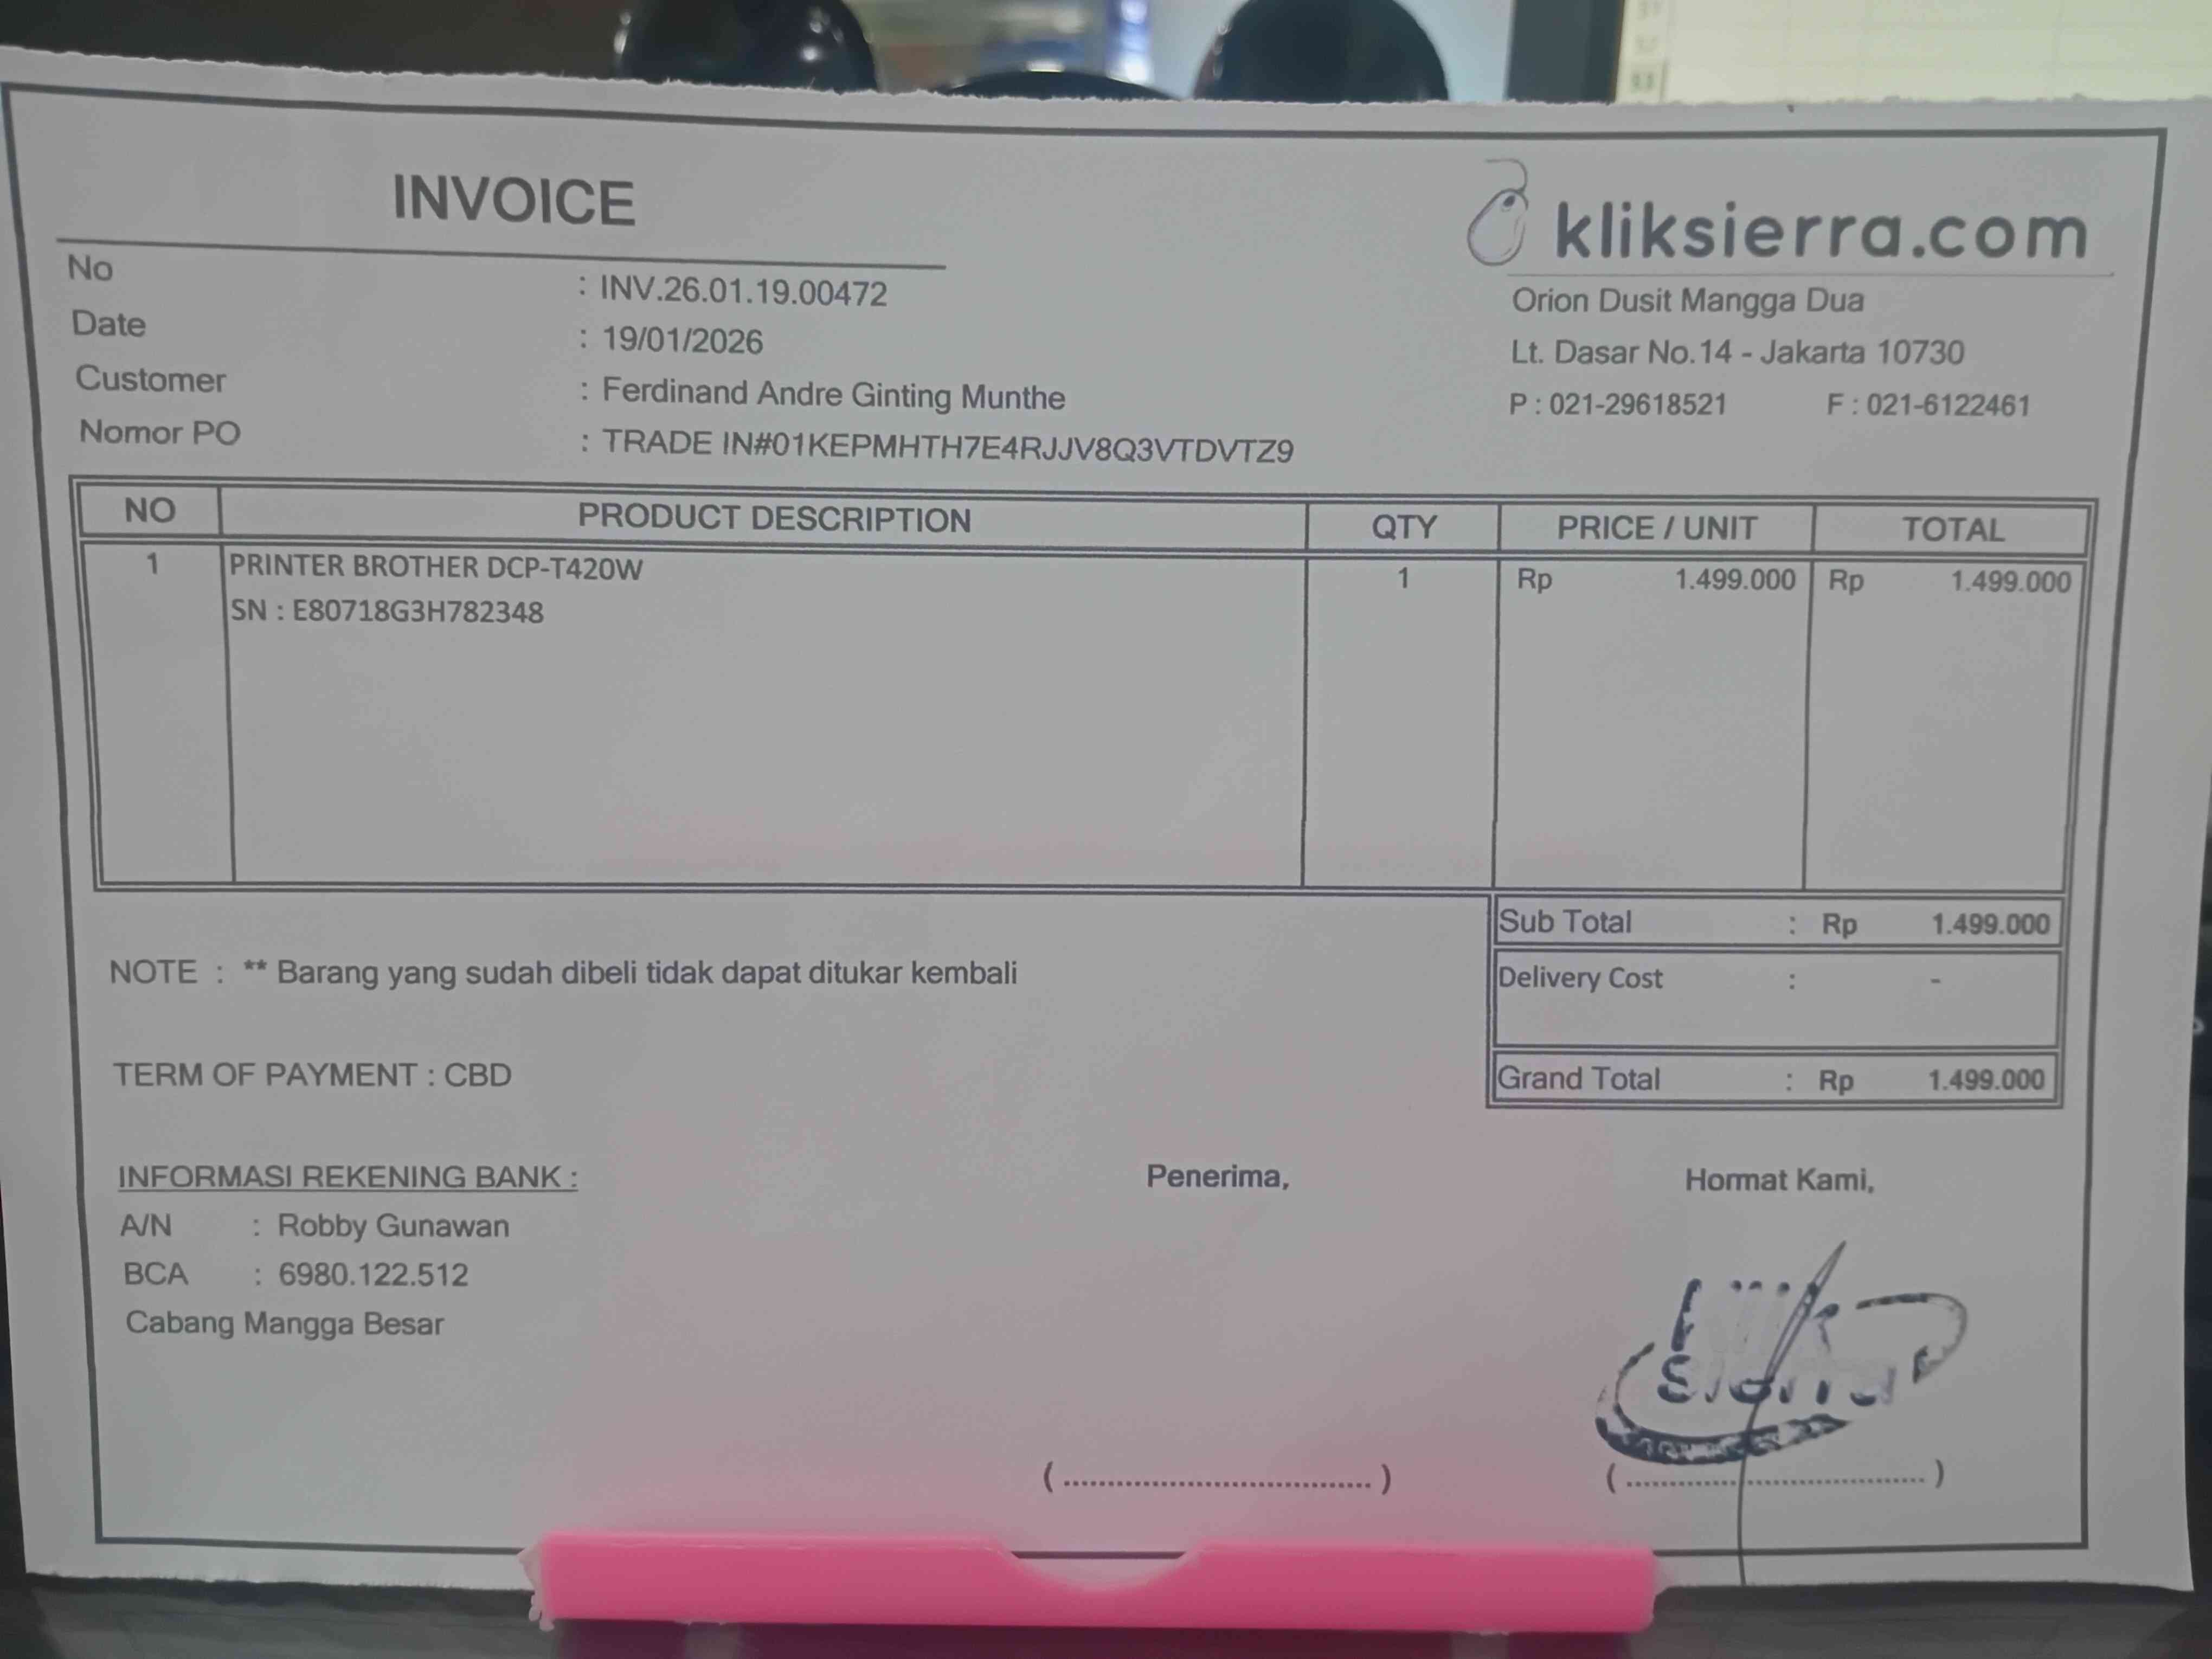 INVOICE
kliksierra.com
No : INV.26.01.19.00472
Date : 19/01/2026
Customer : Ferdinand Andre Ginting Munthe
Nomor PO : TRADE IN#01KEPMHTH7E4RJJV8Q3VTDVTZ9
Orion Dusit Mangga Dua
Lt. Dasar No.14 - Jakarta 10730
P : 021-29618521 F : 021-6122461
NO PRODUCT DESCRIPTION QTY PRICE / UNIT TOTAL
1 PRINTER BROTHER DCP-T420W 1 Rp 1.499.000 Rp 1.499.000
SN : E80718G3H782348
Sub Total : Rp 1.499.000
NOTE : ** Barang yang sudah dibeli tidak dapat ditukar kembali
Delivery Cost : -
TERM OF PAYMENT : CBD
Grand Total : Rp 1.499.000
INFORMASI REKENING BANK :
A/N : Robby Gunawan
BCA : 6980.122.512
Cabang Mangga Besar
Penerima,
Hormat Kami,
klik
sierra
( .................................. )
( .................................. )